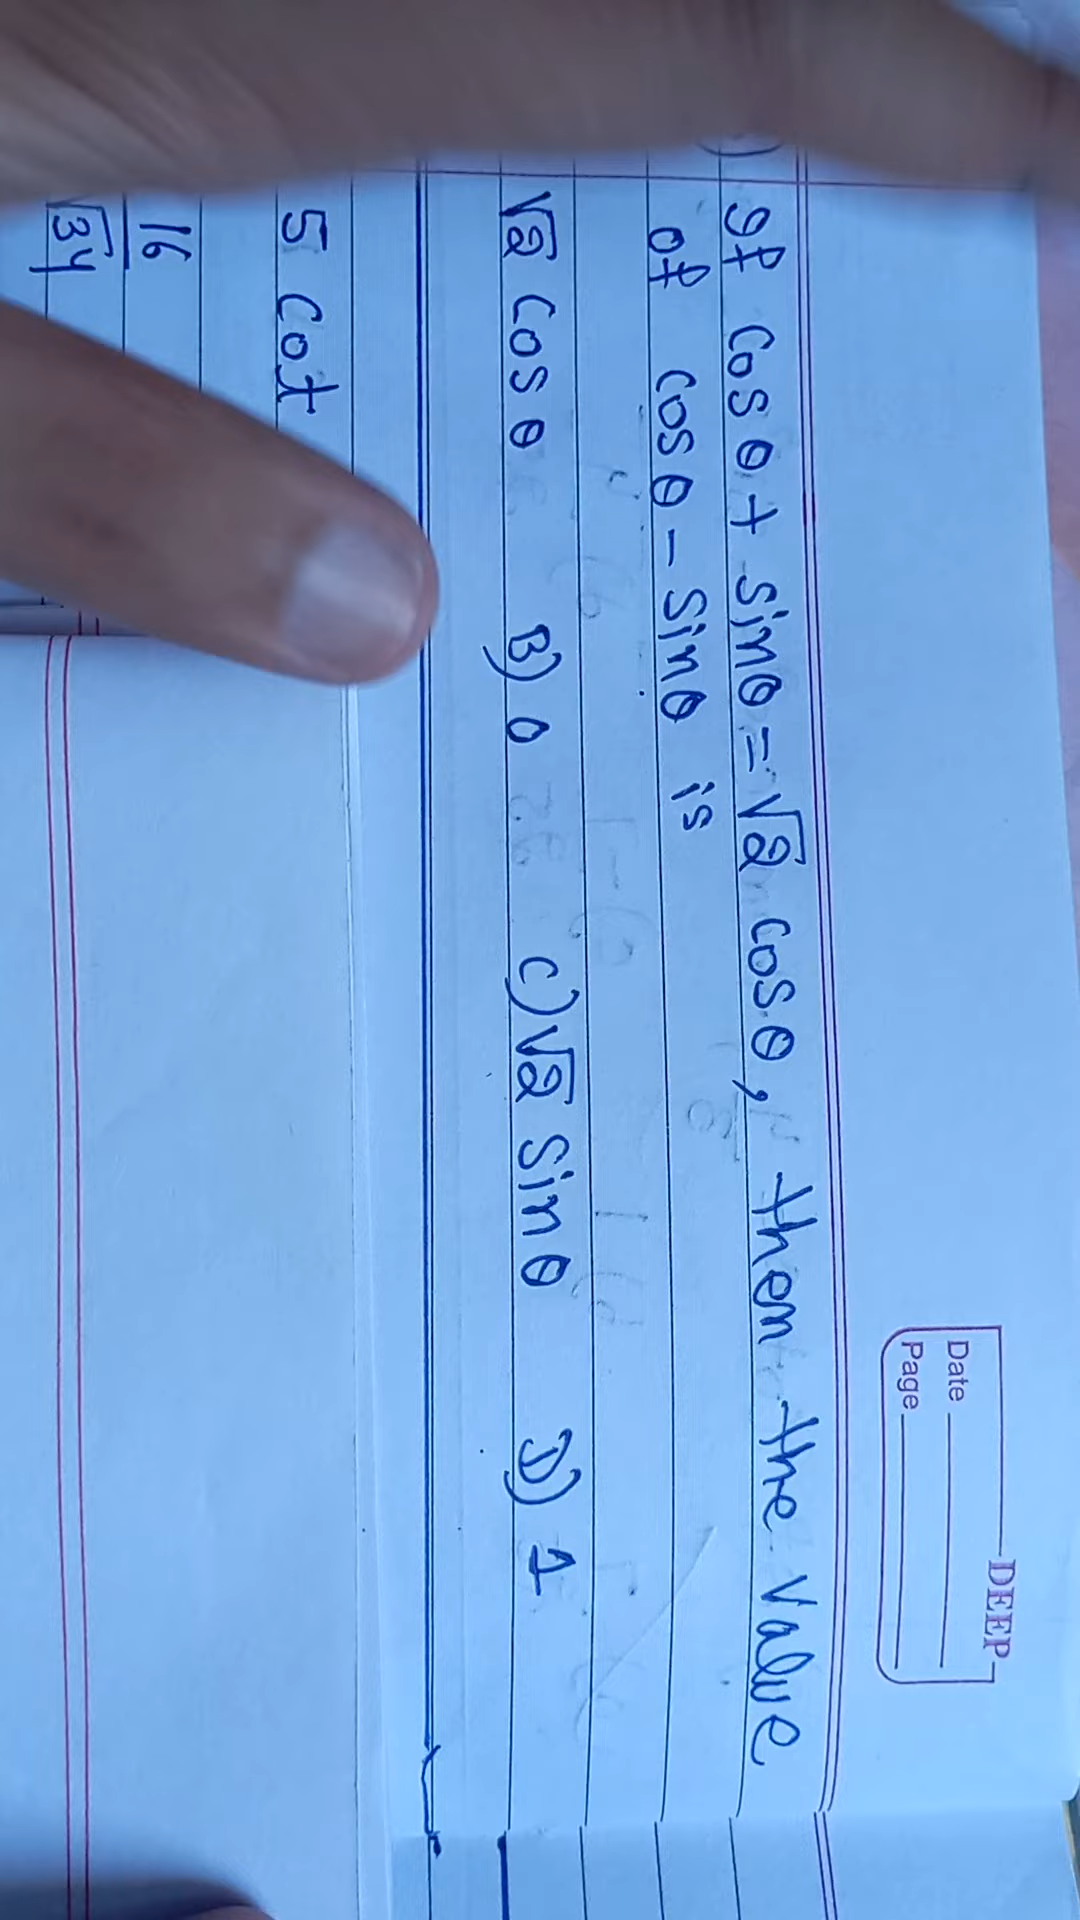 DEEP
Date
Page
If cos θ + sin θ = √2 cos θ, then the value
of cos θ - sin θ is
√2 cos θ B) 0 C) √2 sin θ D) 1
5 cot
16
√34